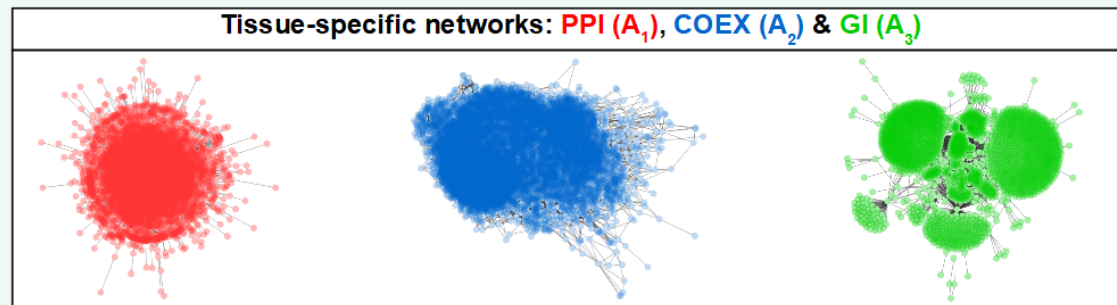 Tissue-specific networks: PPI (A₁), COEX (A₂) & GI (A₃)